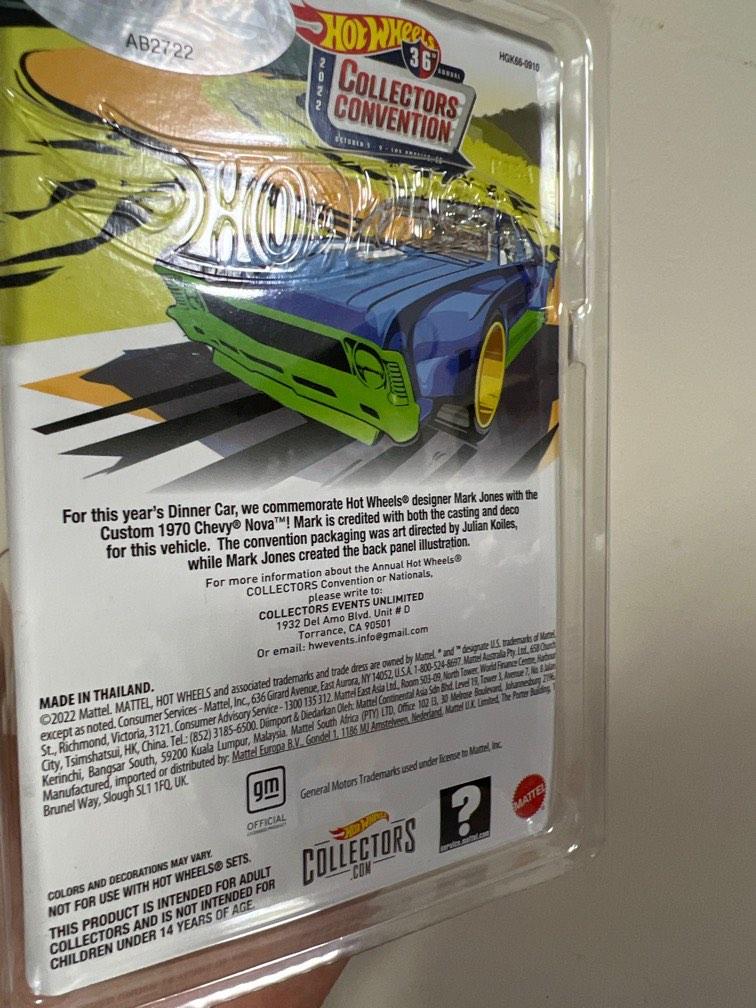 AB2722
HOT WHEELS
36TH ANNUAL
2022
COLLECTORS
CONVENTION
HGK66-0910
For this year's Dinner Car, we commemorate Hot Wheels® designer Mark Jones with the
Custom 1970 Chevy® Nova™! Mark is credited with both the casting and deco
for this vehicle. The convention packaging was art directed by Julian Koiles,
while Mark Jones created the back panel illustration.
For more information about the Annual Hot Wheels®
COLLECTORS Convention or Nationals,
please write to:
COLLECTORS EVENTS UNLIMITED
1932 Del Amo Blvd. Unit # D
Torrance, CA 90501
Or email: hwevents.info@gmail.com
MADE IN THAILAND.
©2022 Mattel. MATTEL, HOT WHEELS and associated trademarks and trade dress are owned by Mattel. ® and ™ designate U.S. trademarks of Mattel,
except as noted. Consumer Services - Mattel, Inc., 636 Girard Avenue, East Aurora, NY 14052, U.S.A. 1-800-524-8697. Mattel Australia Pty. Ltd., 658 Church
St., Richmond, Victoria, 3121. Consumer Advisory Service - 1300 135 312. Mattel East Asia Ltd., Room 503-09, North Tower, World Finance Centre, Harbour
City, Tsimshatsui, HK, China. Tel.: (852) 3185-6500. Diimport & Diedarkan Oleh: Mattel Continental Asia Sdn Bhd. Level 19, Tower 3, Avenue 7, No. 8 Jalan
Kerinchi, Bangsar South, 59200 Kuala Lumpur, Malaysia. Mattel South Africa (PTY) LTD, Office 102 I3, 30 Melrose Boulevard, Johannesburg 2196.
Manufactured, imported or distributed by: Mattel Europa B.V., Gondel 1, 1186 MJ Amstelveen, Nederland. Mattel U.K. Limited, The Porter Building, 1
Brunel Way, Slough SL1 1FQ, UK.
gm
OFFICIAL
General Motors Trademarks used under license to Mattel, Inc.
HOT WHEELS
COLLECTORS
.COM
?
service.mattel.com
MATTEL
COLORS AND DECORATIONS MAY VARY.
NOT FOR USE WITH HOT WHEELS® SETS.
THIS PRODUCT IS INTENDED FOR ADULT
COLLECTORS AND IS NOT INTENDED FOR
CHILDREN UNDER 14 YEARS OF AGE.